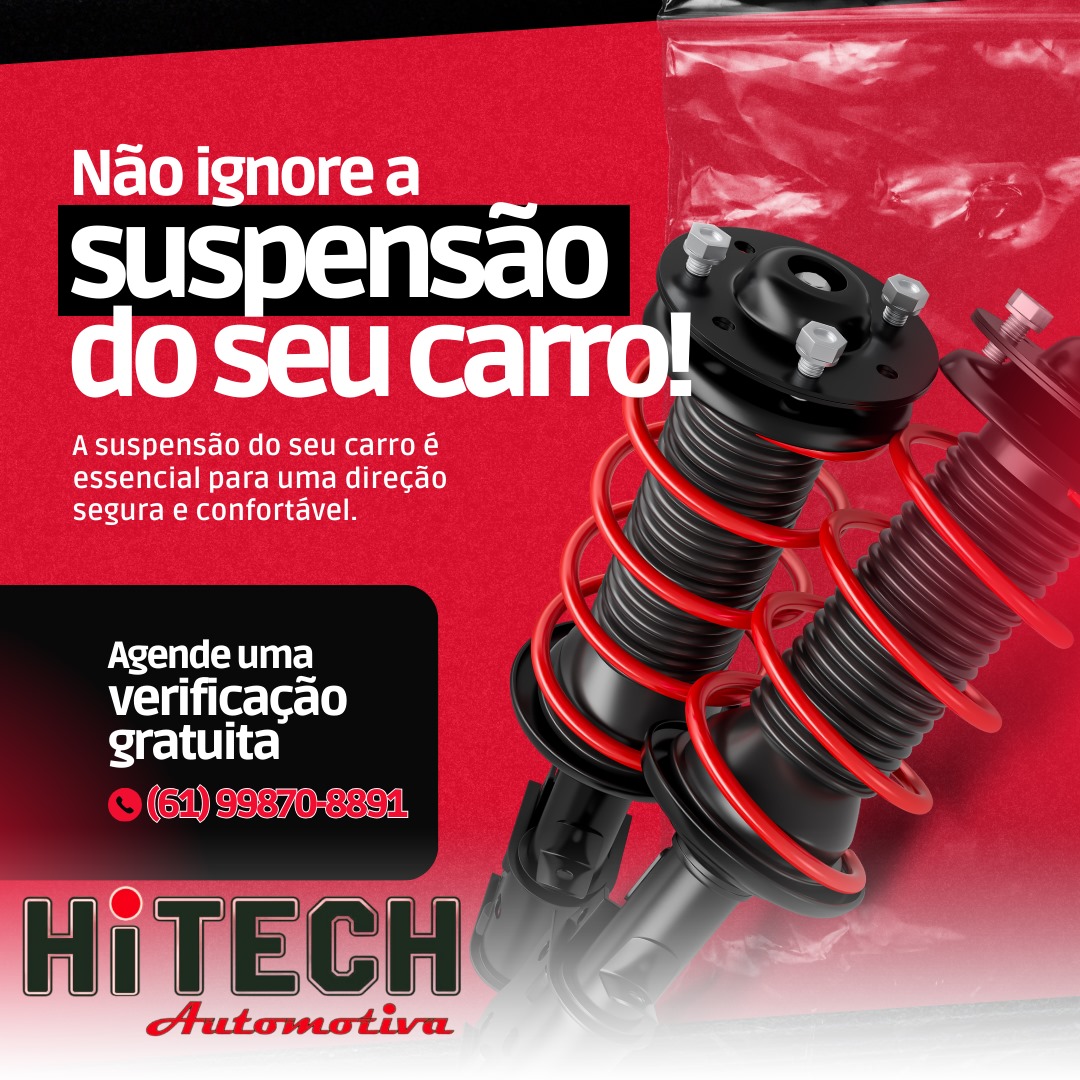 Não ignore a
suspensão
do seu carro!
A suspensão do seu carro é
essencial para uma direção
segura e confortável.
Agende uma
verificação
gratuita
(61) 99870-8891
HiTECH
Automotiva